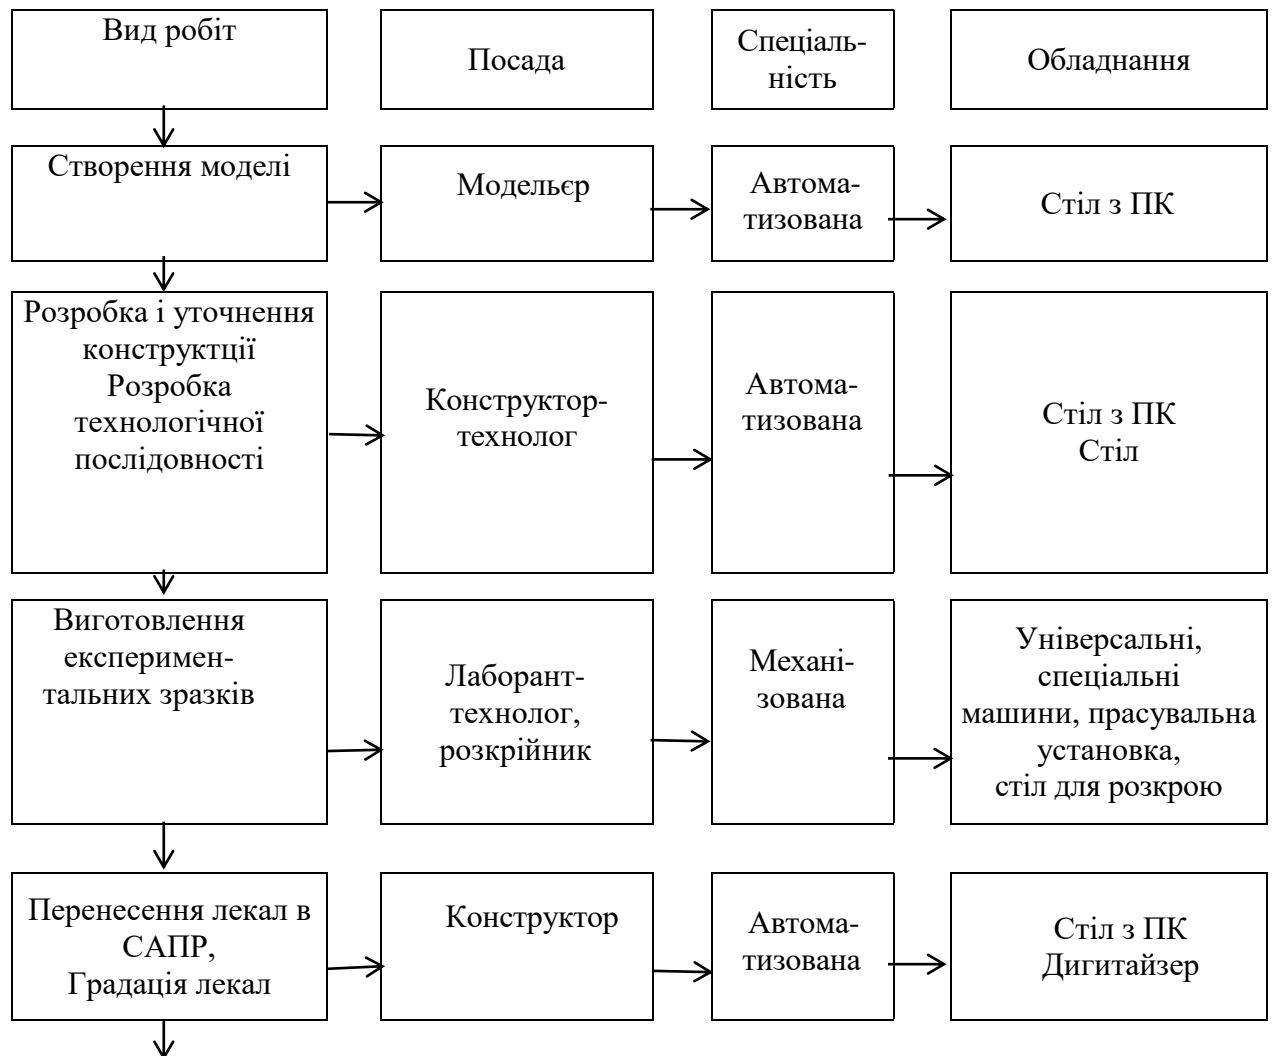 Вид робіт
Посада
Спеціаль-
ність
Обладнання
Створення моделі
Модельєр
Автома-
тизована
Стіл з ПК
Розробка і уточнення
конструктції
Розробка
технологічної
послідовності
Конструктор-
технолог
Автома-
тизована
Стіл з ПК
Стіл
Виготовлення
експеримен-
тальних зразків
Лаборант-
технолог,
розкрійник
Механі-
зована
Універсальні,
спеціальні
машини, прасувальна
установка,
стіл для розкрою
Перенесення лекал в
САПР,
Градація лекал
Конструктор
Автома-
тизована
Стіл з ПК
Дигитайзер